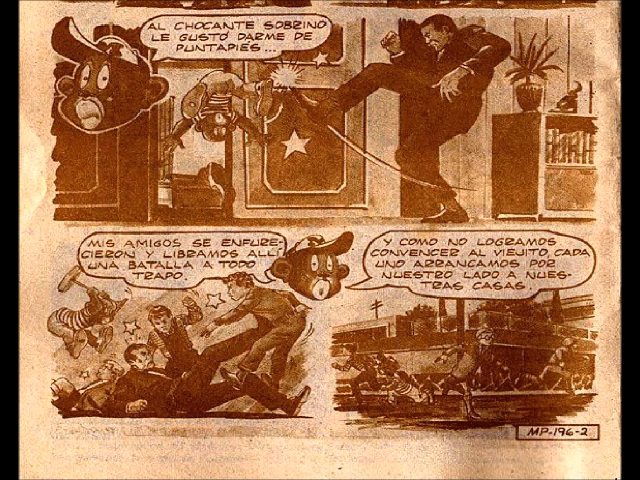 AL CHOCANTE SOBRINO
LE GUSTÓ DARME DE
PUNTAPIÉS...
MIS AMIGOS SE ENFURE-
CIERON Y LIBRAMOS ALLÍ
UNA BATALLA A TODO
TRAPO.
Y COMO NO LOGRAMOS
CONVENCER AL VIEJITO, CADA
UNO ARRANCAMOS POR
NUESTRO LADO A NUES-
TRAS CASAS.
MP-196-2